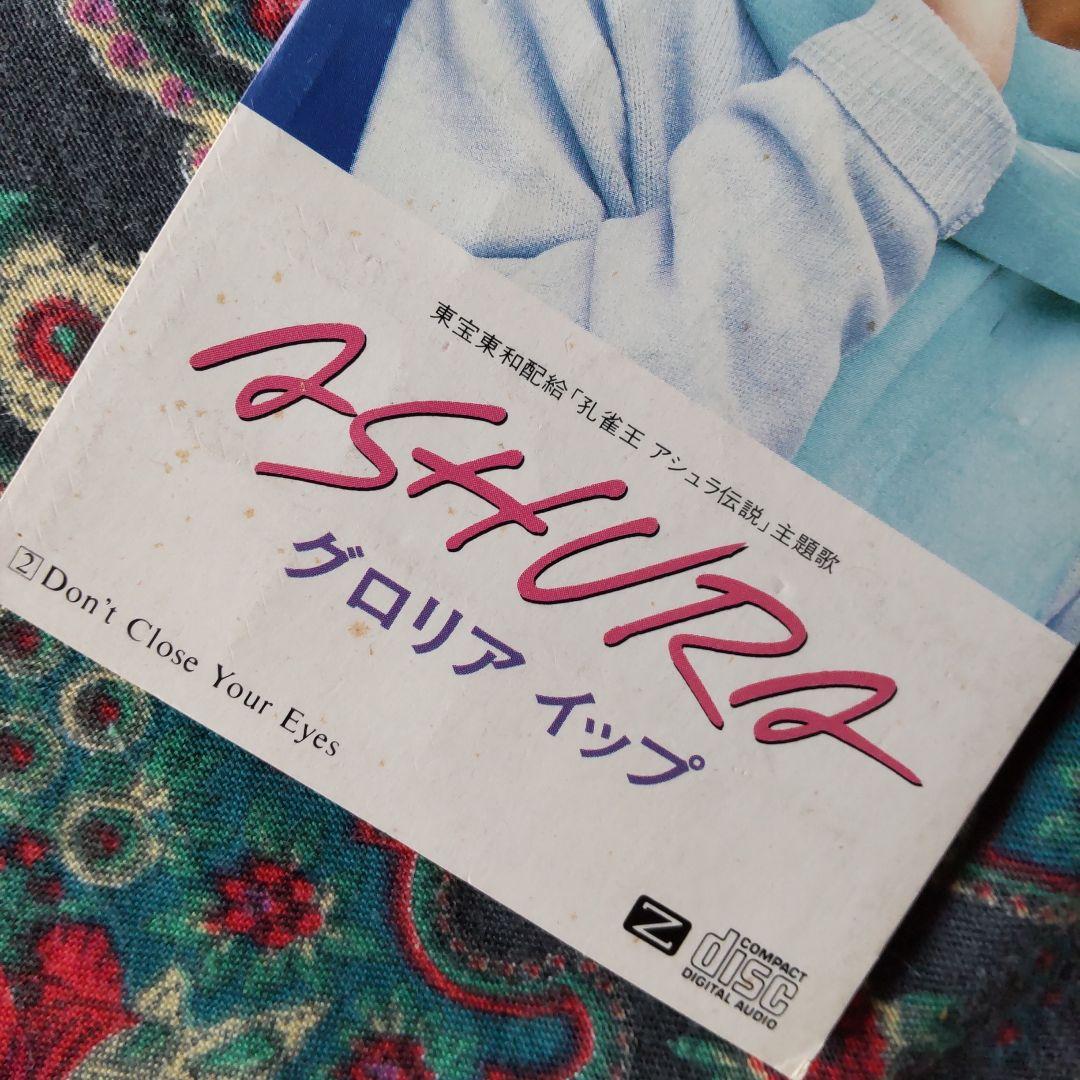 東宝東和配給「孔雀王 アシュラ伝説」主題歌
ASHURA
グロリア イップ
2 Don't Close Your Eyes
Z
COMPACT
disc
DIGITAL AUDIO